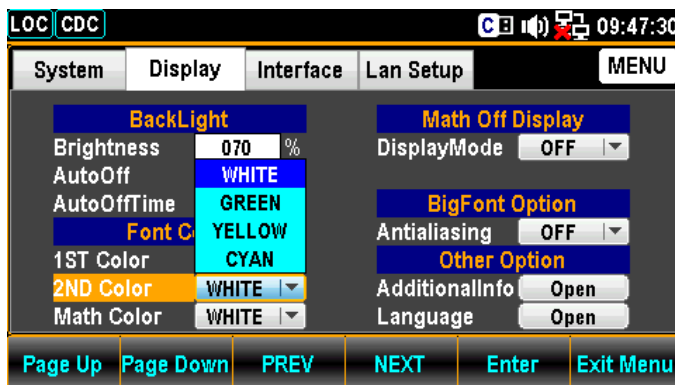 LOC CDC C 09:47:30
System Display Interface Lan Setup MENU
BackLight Math Off Display
Brightness 070 % DisplayMode OFF
AutoOff WHITE
AutoOffTime GREEN BigFont Option
Font C YELLOW Antialiasing OFF
1ST Color CYAN Other Option
2ND Color WHITE AdditionalInfo Open
Math Color WHITE Language Open
Page Up Page Down PREV NEXT Enter Exit Menu